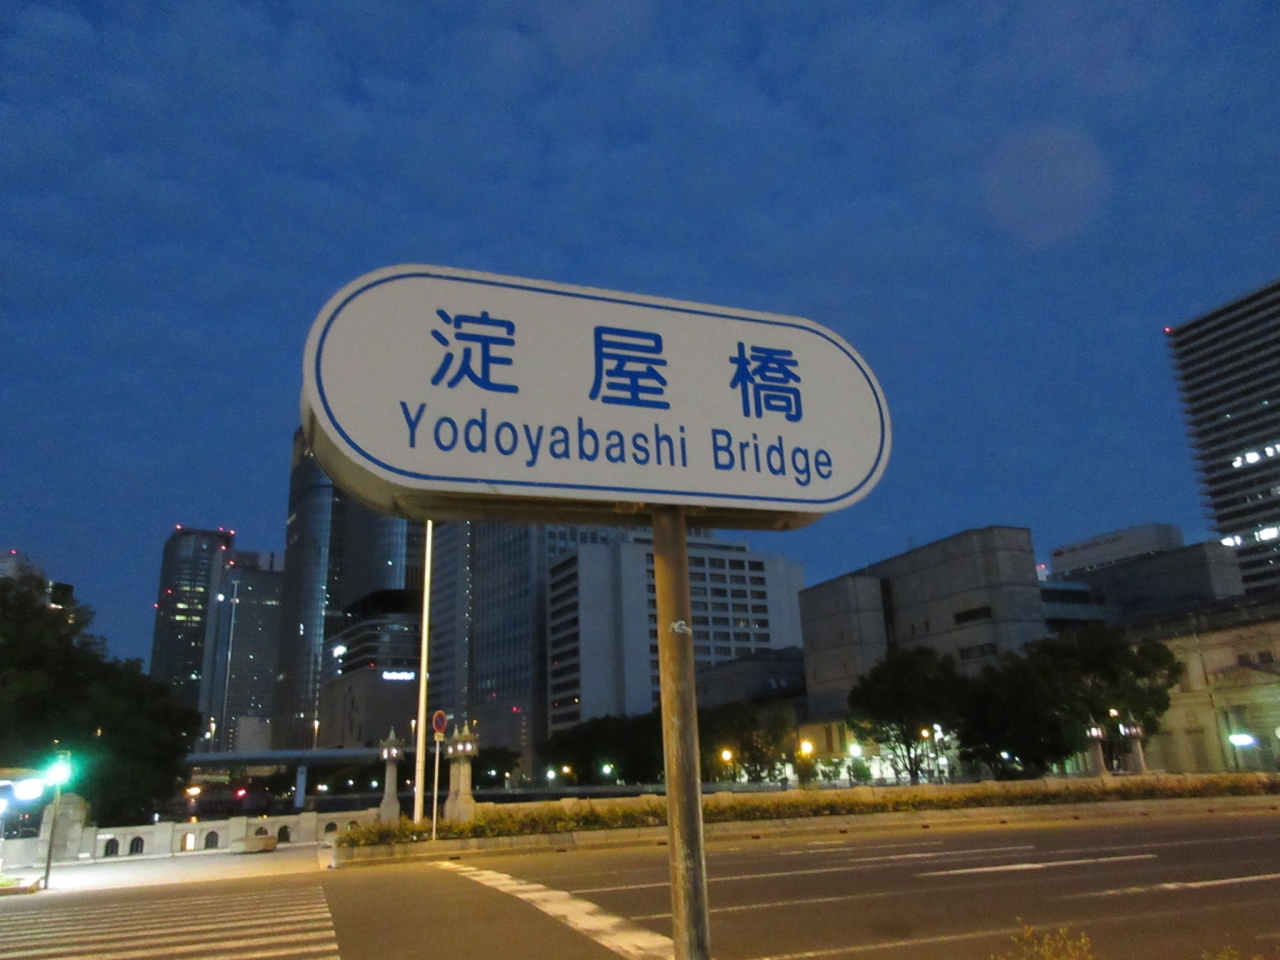 淀屋橋
Yodoyabashi Bridge